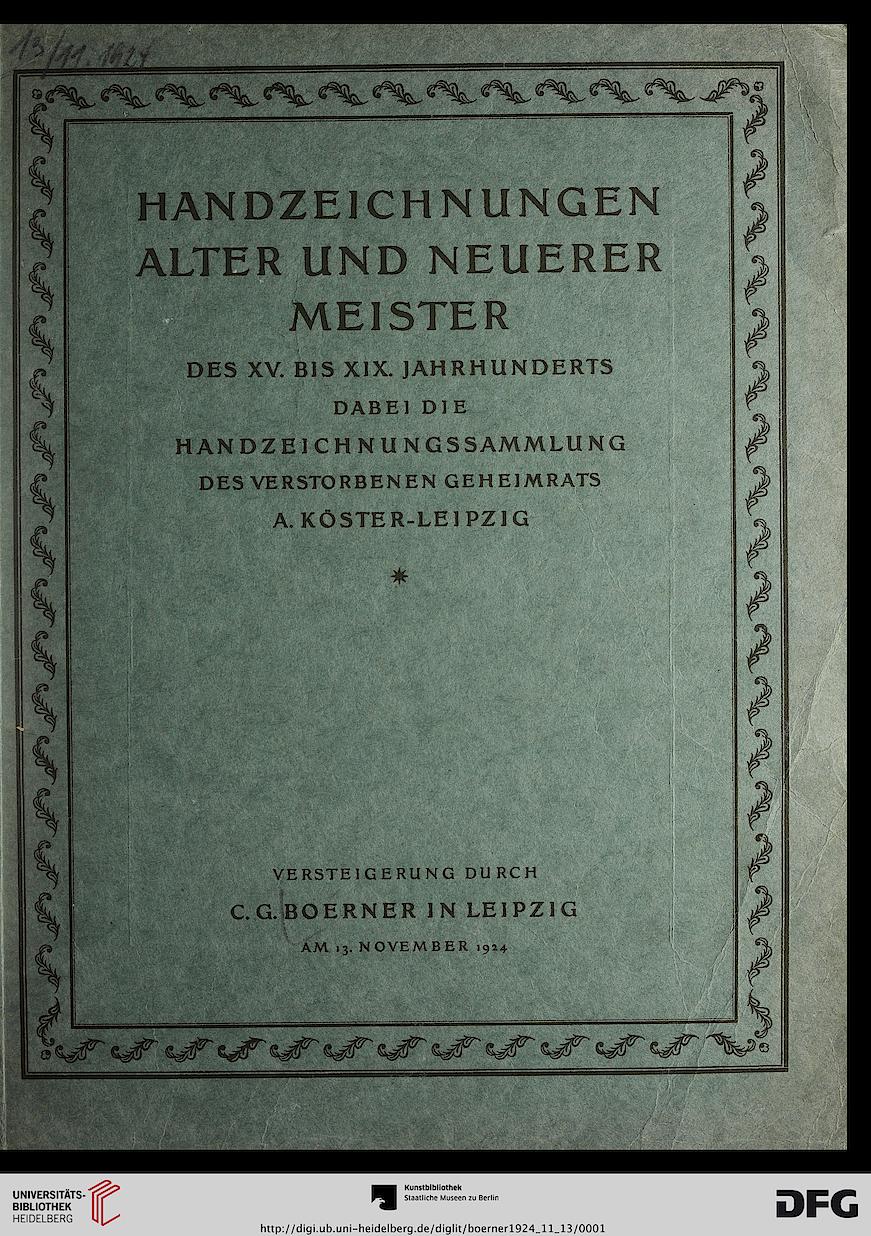 13/11. 1924
HANDZEICHNUNGEN
ALTER UND NEUERER
MEISTER
DES XV. BIS XIX. JAHRHUNDERTS
DABEI DIE
HANDZEICHNUNGSSAMMLUNG
DES VERSTORBENEN GEHEIMRATS
A. KÖSTER-LEIPZIG
VERSTEIGERUNG DURCH
C. G. BOERNER IN LEIPZIG
AM 13. NOVEMBER 1924
UNIVERSITÄTS-
BIBLIOTHEK
HEIDELBERG
Kunstbibliothek
Staatliche Museen zu Berlin
http://digi.ub.uni-heidelberg.de/diglit/boerner1924_11_13/0001
DFG